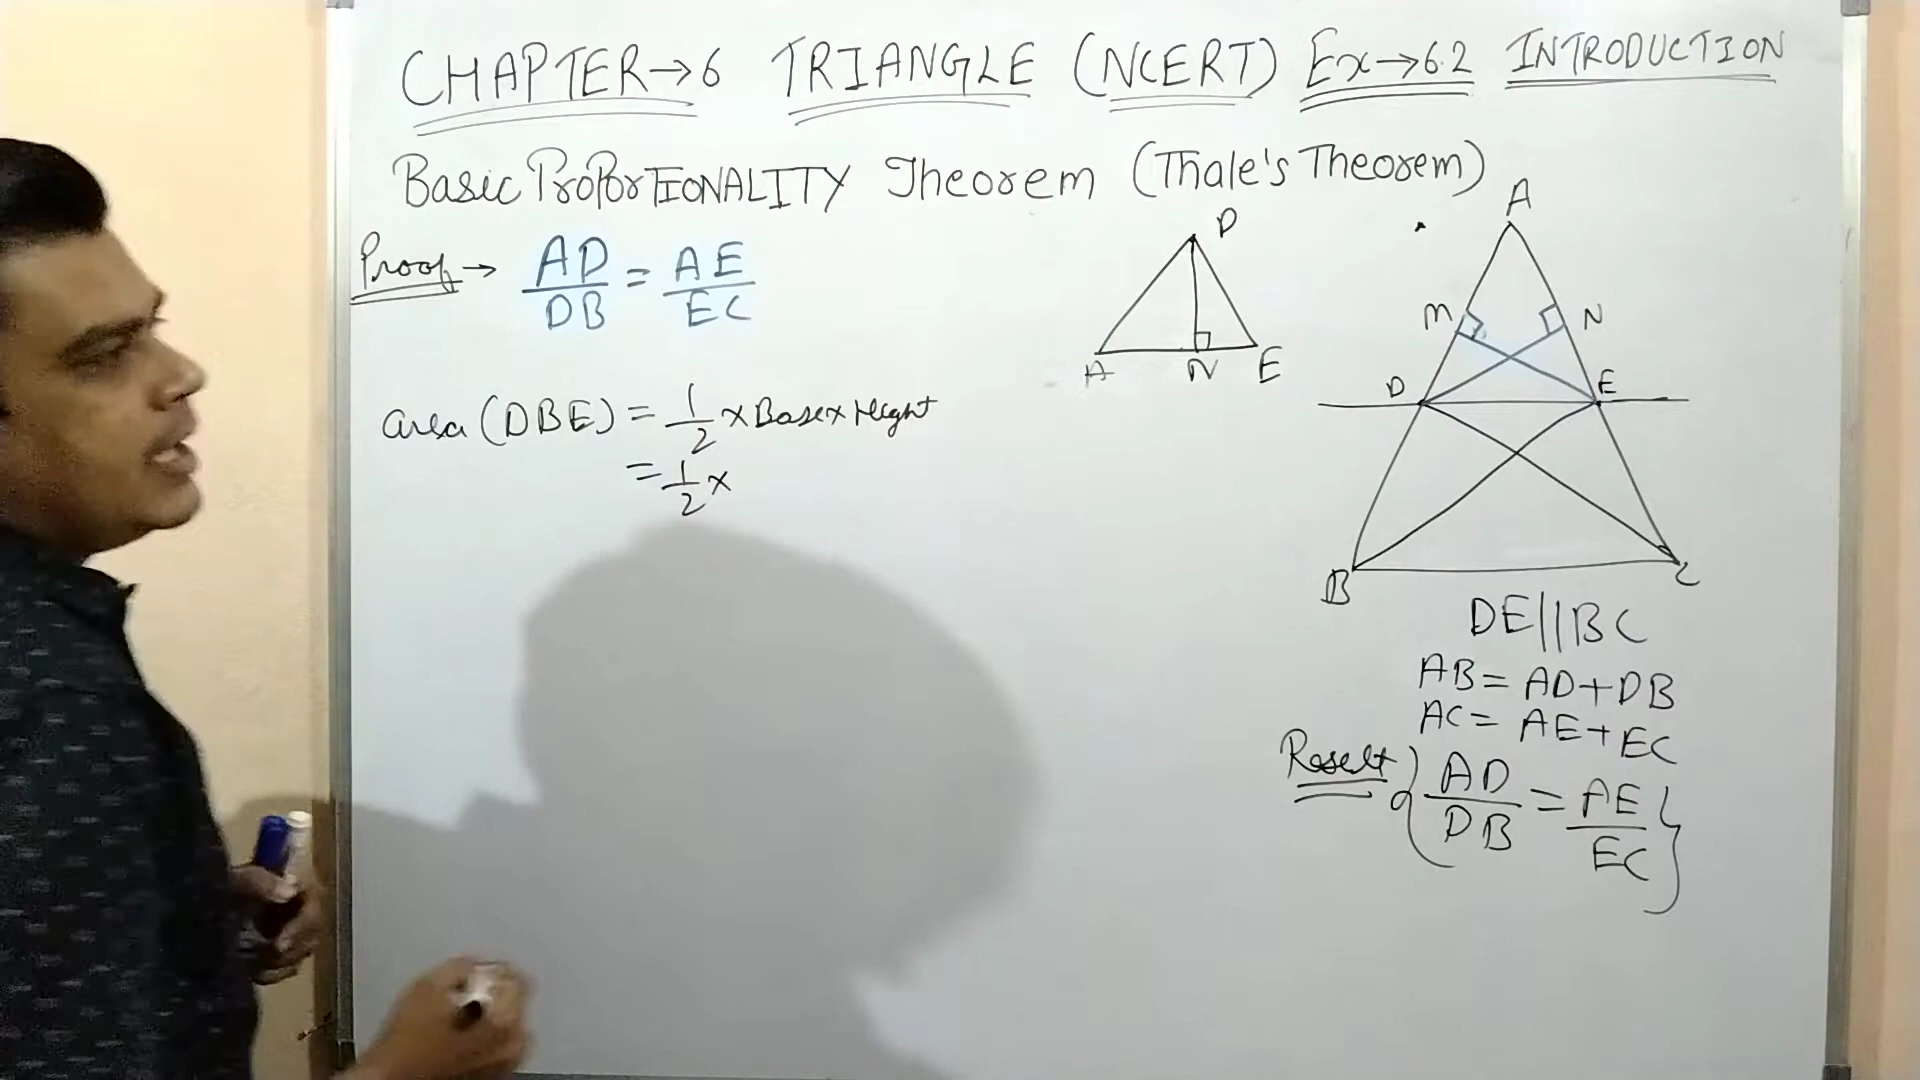 CHAPTER→6 TRIANGLE (NCERT) Ex→6.2 INTRODUCTION
Basic PROPORTIONALITY Theorem (Thale's Theorem)
Proof → AD/DB = AE/EC
area (DBE) = 1/2 × Base × Height
= 1/2 ×
D
A N E
A
M N
D E
B C
DE||BC
AB = AD+DB
AC = AE+EC
Result { AD/DB = AE/EC }